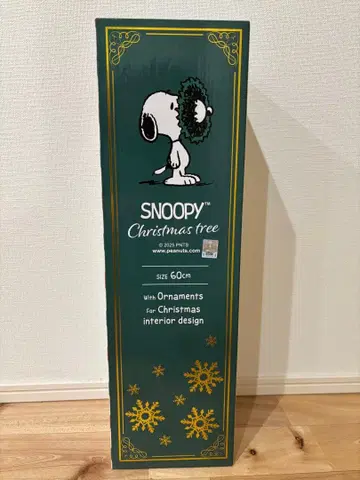 SNOOPY™
Christmas tree
© 2025 PNTS
www.peanuts.com
SIZE 60cm
With Ornaments
For Christmas
interior design